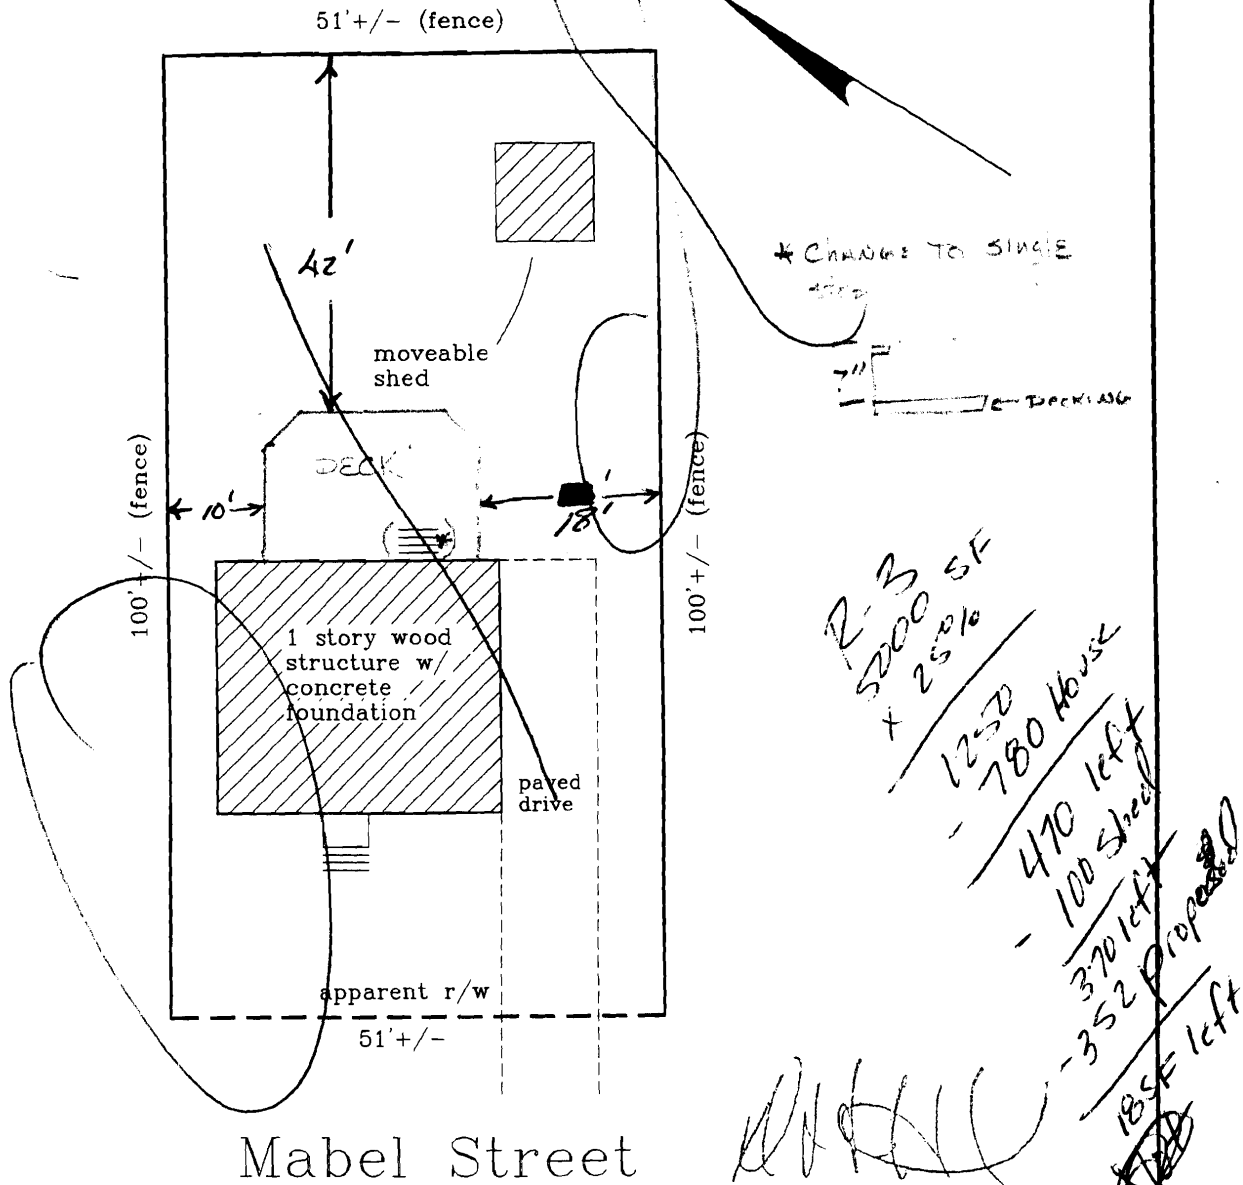 51'+/- (fence)
42'
* CHANGE TO SINGLE
STEP
moveable
shed
7"
DECKING
DECK
100'+/- (fence)
10'
18'
100'+/- (fence)
*
1 story wood
structure w/
concrete
foundation
paved
drive
apparent r/w
51'+/-
Mabel Street
R-3
5000 SF
x 25%
1250
- 780 House
470 left
- 100 Shed
370 left
- 352 Proposed
18SF left